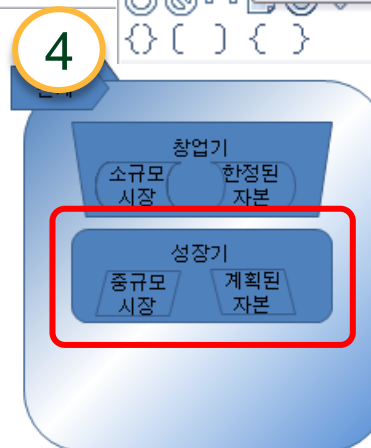 4
창업기
소규모 한정된
시장 자본
성장기
중규모 계획된
시장 자본